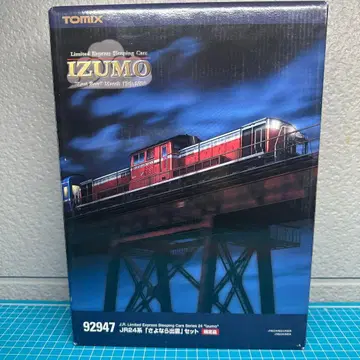 TOMIX
Limited Express Sleeping Cars
IZUMO
92947
J.R. Limited Express Sleeping Cars Series 24 "Izumo"
JR24系「さよなら出雲」セット 限定品